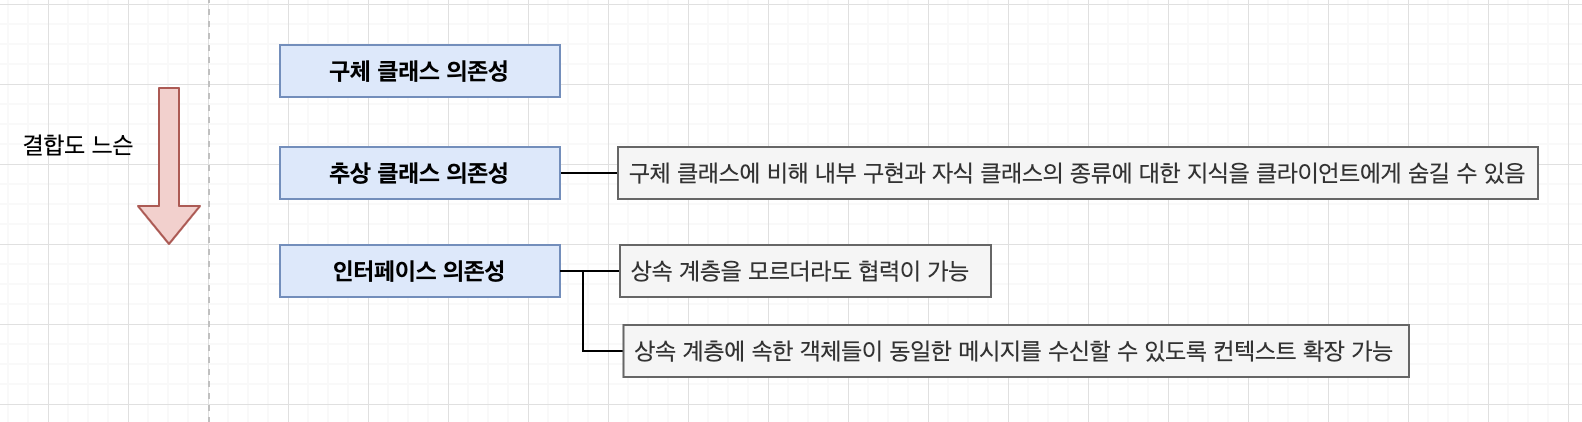 구체 클래스 의존성
결합도 느슨
추상 클래스 의존성
구체 클래스에 비해 내부 구현과 자식 클래스의 종류에 대한 지식을 클라이언트에게 숨길 수 있음
인터페이스 의존성
상속 계층을 모르더라도 협력이 가능
상속 계층에 속한 객체들이 동일한 메시지를 수신할 수 있도록 컨텍스트 확장 가능